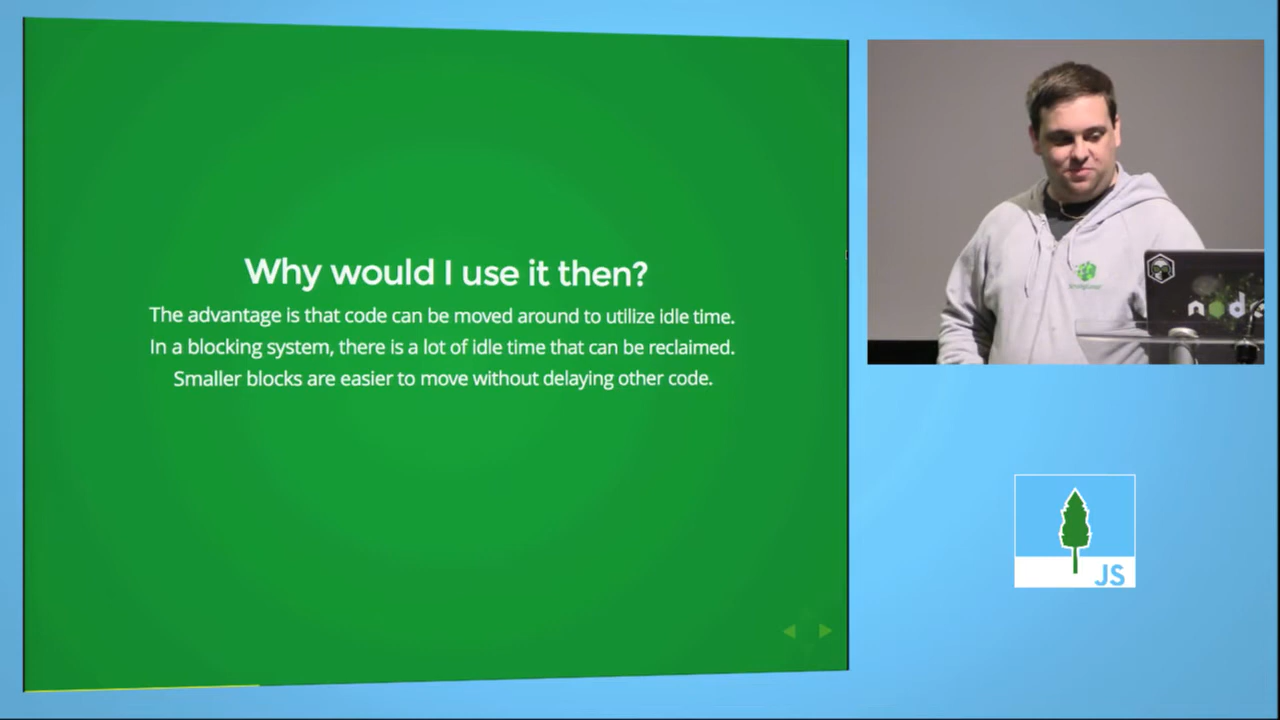 Why would I use it then?
The advantage is that code can be moved around to utilize idle time.
In a blocking system, there is a lot of idle time that can be reclaimed.
Smaller blocks are easier to move without delaying other code.
JS